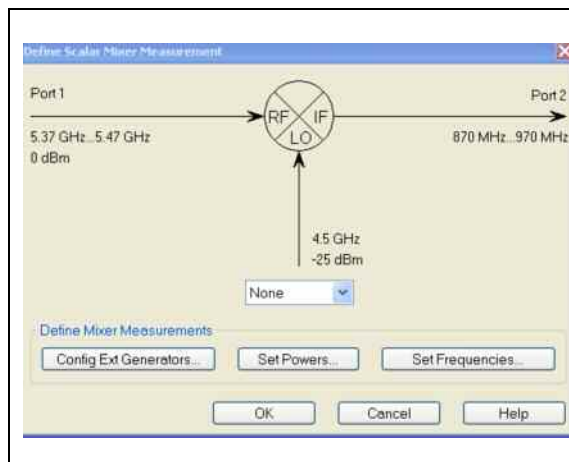 Define Scalar Mixer Measurement
Port 1
Port 2
RF
IF
LO
5.37 GHz...5.47 GHz
870 MHz...970 MHz
0 dBm
4.5 GHz
-25 dBm
None
Define Mixer Measurements
Config Ext Generators...
Set Powers...
Set Frequencies...
OK
Cancel
Help